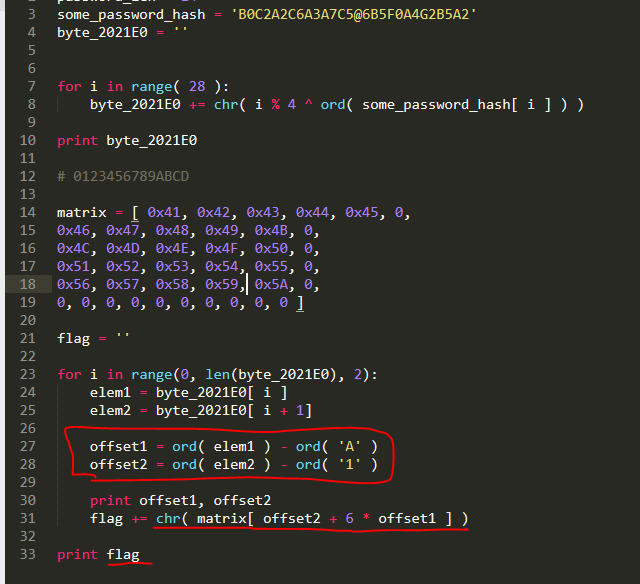 3 some_password_hash = 'B0C2A2C6A3A7C5@6B5F0A4G2B5A2'
4 byte_2021E0 = ''
5
6
7 for i in range( 28 ):
8 byte_2021E0 += chr( i % 4 ^ ord( some_password_hash[ i ] ) )
9
10 print byte_2021E0
11
12 # 0123456789ABCD
13
14 matrix = [ 0x41, 0x42, 0x43, 0x44, 0x45, 0,
15 0x46, 0x47, 0x48, 0x49, 0x4B, 0,
16 0x4C, 0x4D, 0x4E, 0x4F, 0x50, 0,
17 0x51, 0x52, 0x53, 0x54, 0x55, 0,
18 0x56, 0x57, 0x58, 0x59, 0x5A, 0,
19 0, 0, 0, 0, 0, 0, 0, 0, 0, 0 ]
20
21 flag = ''
22
23 for i in range(0, len(byte_2021E0), 2):
24 elem1 = byte_2021E0[ i ]
25 elem2 = byte_2021E0[ i + 1]
26
27 offset1 = ord( elem1 ) - ord( 'A' )
28 offset2 = ord( elem2 ) - ord( '1' )
29
30 print offset1, offset2
31 flag += chr( matrix[ offset2 + 6 * offset1 ] )
32
33 print flag